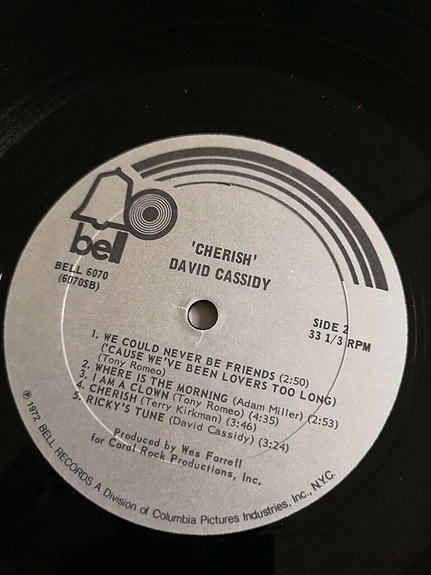 bell
BELL 6070
(6070SB)
'CHERISH'
DAVID CASSIDY
SIDE 2
33 1/3 RPM
1. WE COULD NEVER BE FRIENDS (2:50)
('CAUSE WE'VE BEEN LOVERS TOO LONG)
(Tony Romeo)
2. WHERE IS THE MORNING (Adam Miller) (2:53)
3. I AM A CLOWN (Tony Romeo) (4:35)
4. CHERISH (Terry Kirkman) (3:46)
5. RICKY'S TUNE (David Cassidy) (3:24)
Produced by Wes Farrell
for Coral Rock Productions, Inc.
℗ 1972 BELL RECORDS A Division of Columbia Pictures Industries, Inc., N.Y.C.